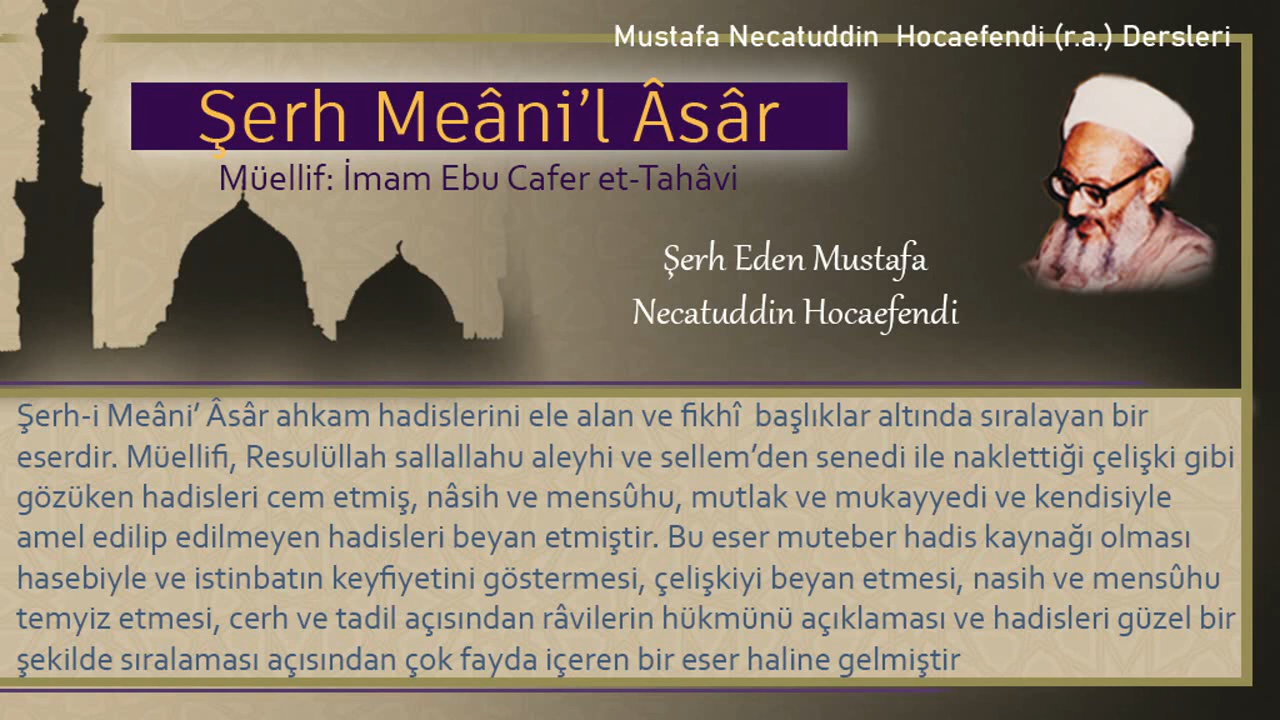 Mustafa Necatuddin Hocaefendi (r.a.) Dersleri
Şerh Meâni’l Âsâr
Müellif: İmam Ebu Cafer et-Tahâvi
Şerh Eden Mustafa
Necatuddin Hocaefendi
Şerh-i Meâni’ Âsâr ahkam hadislerini ele alan ve fikhî başlıklar altında sıralayan bir
eserdir. Müellifi, Resulüllah sallallahu aleyhi ve sellem’den senedi ile naklettiği çelişki gibi
gözüken hadisleri cem etmiş, nâsih ve mensûhu, mutlak ve mukayyedi ve kendisiyle
amel edilip edilmeyen hadisleri beyan etmiştir. Bu eser muteber hadis kaynağı olması
hasebiyle ve istinbatın keyfiyetini göstermesi, çelişkiyi beyan etmesi, nasih ve mensûhu
temyiz etmesi, cerh ve tadil açısından râvilerin hükmünü açıklaması ve hadisleri güzel bir
şekilde sıralaması açısından çok fayda içeren bir eser haline gelmiştir